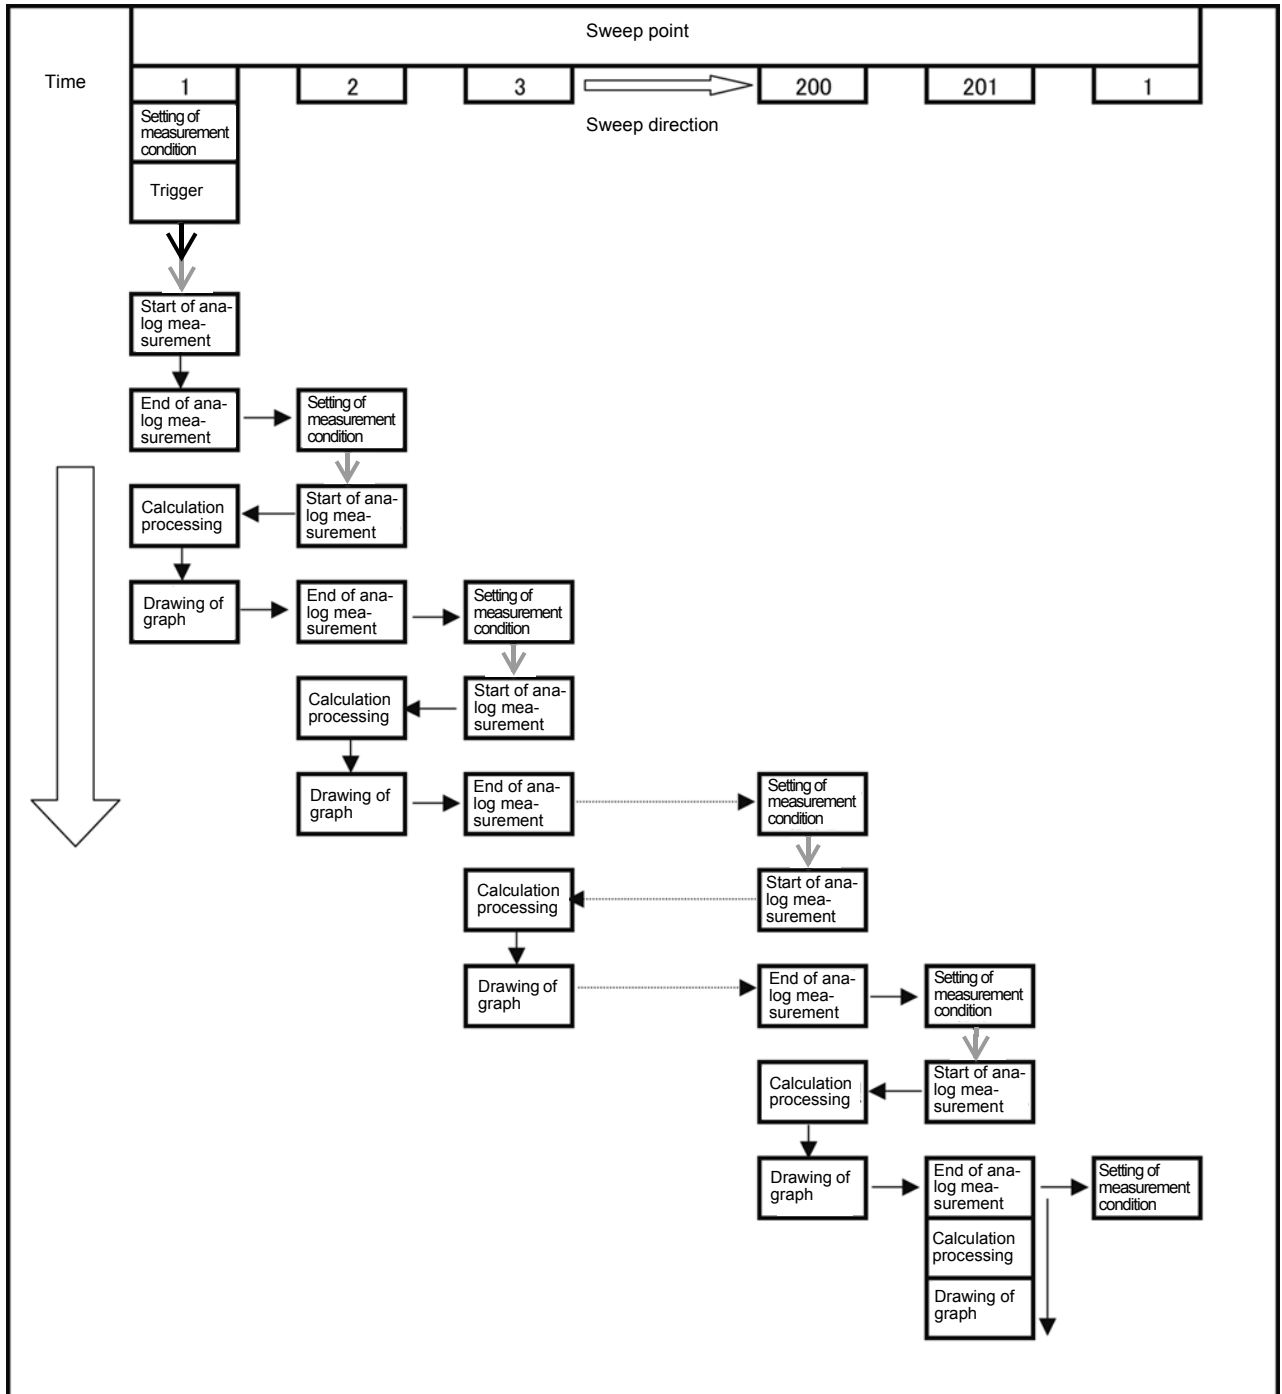 Sweep point
Time
1
2
3
200
201
1
Sweep direction
Setting of
measurement
condition
Trigger
Start of ana-
log mea-
surement
End of ana-
log mea-
surement
Setting of
measurement
condition
Calculation
processing
Start of ana-
log mea-
surement
Drawing of
graph
End of ana-
log mea-
surement
Setting of
measurement
condition
Calculation
processing
Start of ana-
log mea-
surement
Drawing of
graph
End of ana-
log mea-
surement
Setting of
measurement
condition
Calculation
processing
Start of ana-
log mea-
surement
Drawing of
graph
End of ana-
log mea-
surement
Setting of
measurement
condition
Calculation
processing
Start of ana-
log mea-
surement
Drawing of
graph
End of ana-
log mea-
surement
Setting of
measurement
condition
Calculation
processing
Drawing of
graph